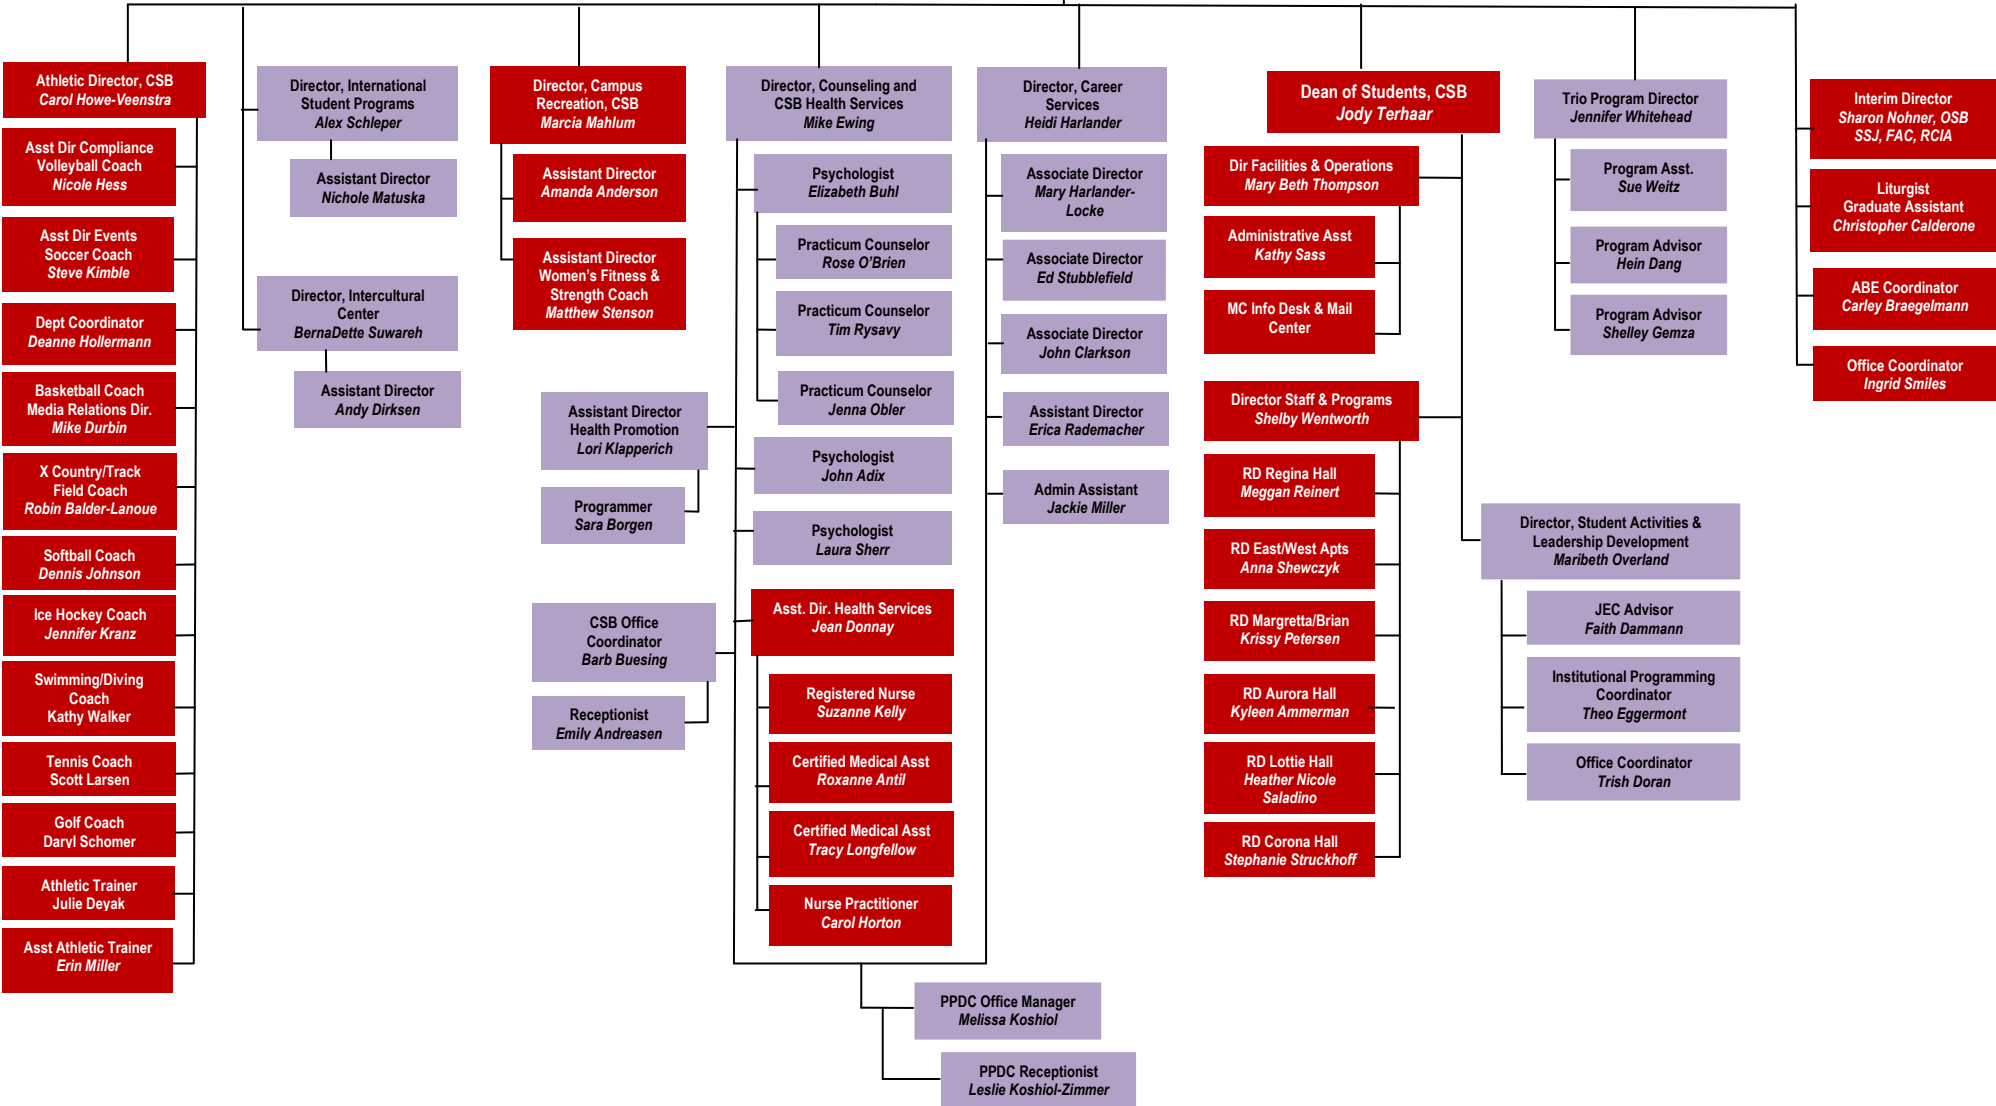 Athletic Director, CSB
Carol Howe-Veenstra
Asst Dir Compliance
Volleyball Coach
Nicole Hess
Asst Dir Events
Soccer Coach
Steve Kimble
Dept Coordinator
Deanne Hollermann
Basketball Coach
Media Relations Dir.
Mike Durbin
X Country/Track
Field Coach
Robin Balder-Lanoue
Softball Coach
Dennis Johnson
Ice Hockey Coach
Jennifer Kranz
Swimming/Diving
Coach
Kathy Walker
Tennis Coach
Scott Larsen
Golf Coach
Daryl Schomer
Athletic Trainer
Julie Deyak
Asst Athletic Trainer
Erin Miller
Director, International
Student Programs
Alex Schleper
Assistant Director
Nichole Matuska
Director, Intercultural
Center
BernaDette Suwareh
Assistant Director
Andy Dirksen
Director, Campus
Recreation, CSB
Marcia Mahlum
Assistant Director
Amanda Anderson
Assistant Director
Women's Fitness &
Strength Coach
Matthew Stenson
Director, Counseling and
CSB Health Services
Mike Ewing
Psychologist
Elizabeth Buhl
Practicum Counselor
Rose O'Brien
Practicum Counselor
Tim Rysavy
Practicum Counselor
Jenna Obler
Assistant Director
Health Promotion
Lori Klapperich
Programmer
Sara Borgen
Psychologist
John Adix
Psychologist
Laura Sherr
CSB Office
Coordinator
Barb Buesing
Receptionist
Emily Andreasen
Asst. Dir. Health Services
Jean Donnay
Registered Nurse
Suzanne Kelly
Certified Medical Asst
Roxanne Antil
Certified Medical Asst
Tracy Longfellow
Nurse Practitioner
Carol Horton
Director, Career
Services
Heidi Harlander
Associate Director
Mary Harlander-
Locke
Associate Director
Ed Stubblefield
Associate Director
John Clarkson
Assistant Director
Erica Rademacher
Admin Assistant
Jackie Miller
PPDC Office Manager
Melissa Koshiol
PPDC Receptionist
Leslie Koshiol-Zimmer
Dean of Students, CSB
Jody Terhaar
Dir Facilities & Operations
Mary Beth Thompson
Administrative Asst
Kathy Sass
MC Info Desk & Mail
Center
Director Staff & Programs
Shelby Wentworth
RD Regina Hall
Meggan Reinert
RD East/West Apts
Anna Shewczyk
RD Margretta/Brian
Krissy Petersen
RD Aurora Hall
Kyleen Ammerman
RD Lottie Hall
Heather Nicole
Saladino
RD Corona Hall
Stephanie Struckhoff
Director, Student Activities &
Leadership Development
Maribeth Overland
JEC Advisor
Faith Dammann
Institutional Programming
Coordinator
Theo Eggermont
Office Coordinator
Trish Doran
Trio Program Director
Jennifer Whitehead
Program Asst.
Sue Weitz
Program Advisor
Hein Dang
Program Advisor
Shelley Gemza
Interim Director
Sharon Nohner, OSB
SSJ, FAC, RCIA
Liturgist
Graduate Assistant
Christopher Calderone
ABE Coordinator
Carley Braegelmann
Office Coordinator
Ingrid Smiles